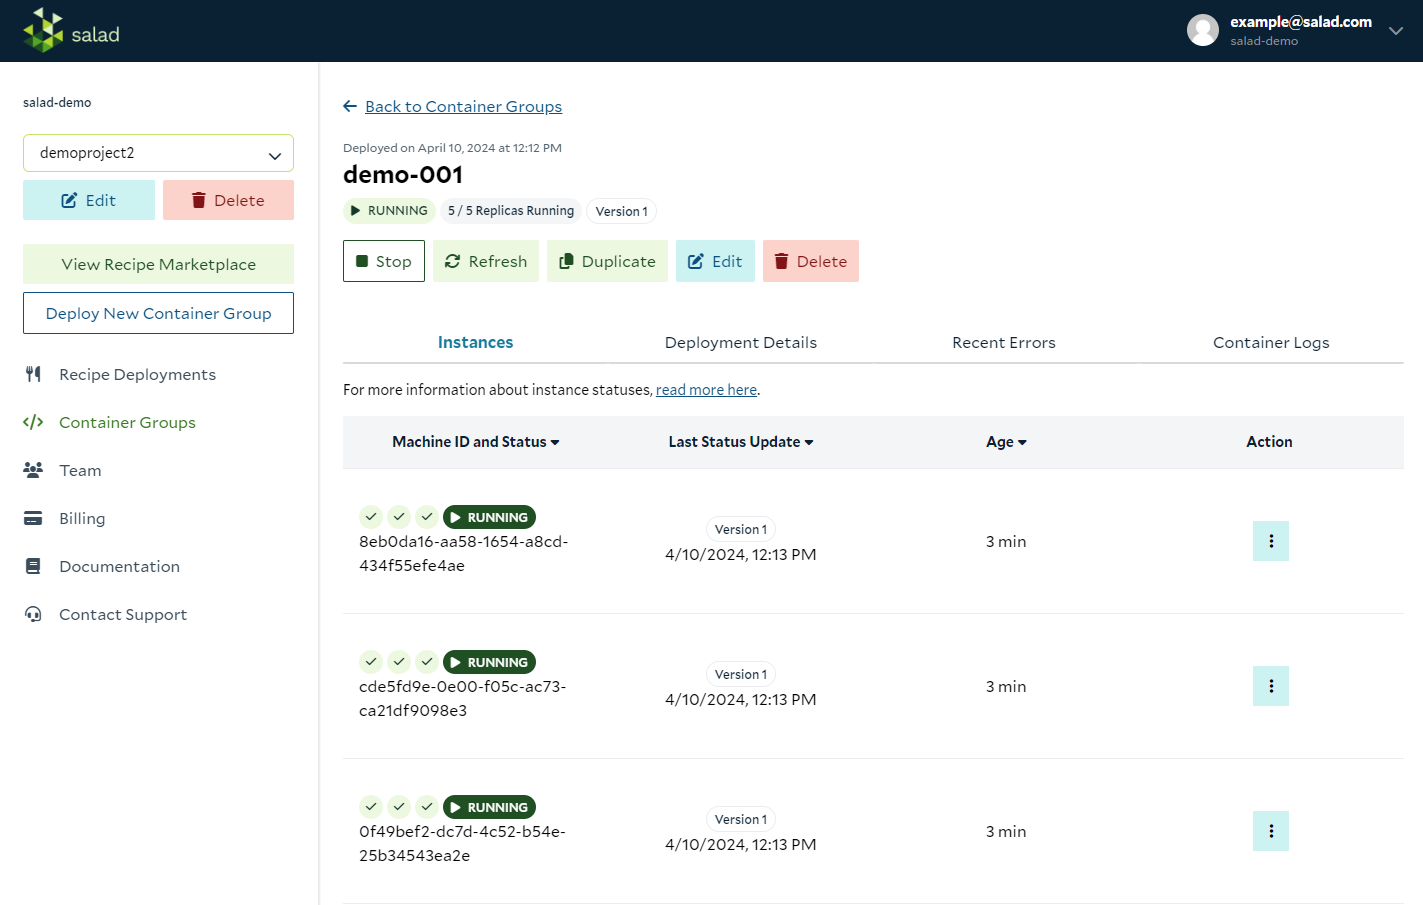 salad
example@salad.com
salad-demo
salad-demo
demoproject2
Edit
Delete
View Recipe Marketplace
Deploy New Container Group
Recipe Deployments
Container Groups
Team
Billing
Documentation
Contact Support
Back to Container Groups
Deployed on April 10, 2024 at 12:12 PM
demo-001
RUNNING 5 / 5 Replicas Running Version 1
Stop Refresh Duplicate Edit Delete
Instances Deployment Details Recent Errors Container Logs
For more information about instance statuses, read more here.
Machine ID and Status Last Status Update Age Action
RUNNING
8eb0da16-aa58-1654-a8cd-
434f55efe4ae
Version 1
4/10/2024, 12:13 PM
3 min
RUNNING
cde5fd9e-0e00-f05c-ac73-
ca21df9098e3
Version 1
4/10/2024, 12:13 PM
3 min
RUNNING
0f49bef2-dc7d-4c52-b54e-
25b34543ea2e
Version 1
4/10/2024, 12:13 PM
3 min